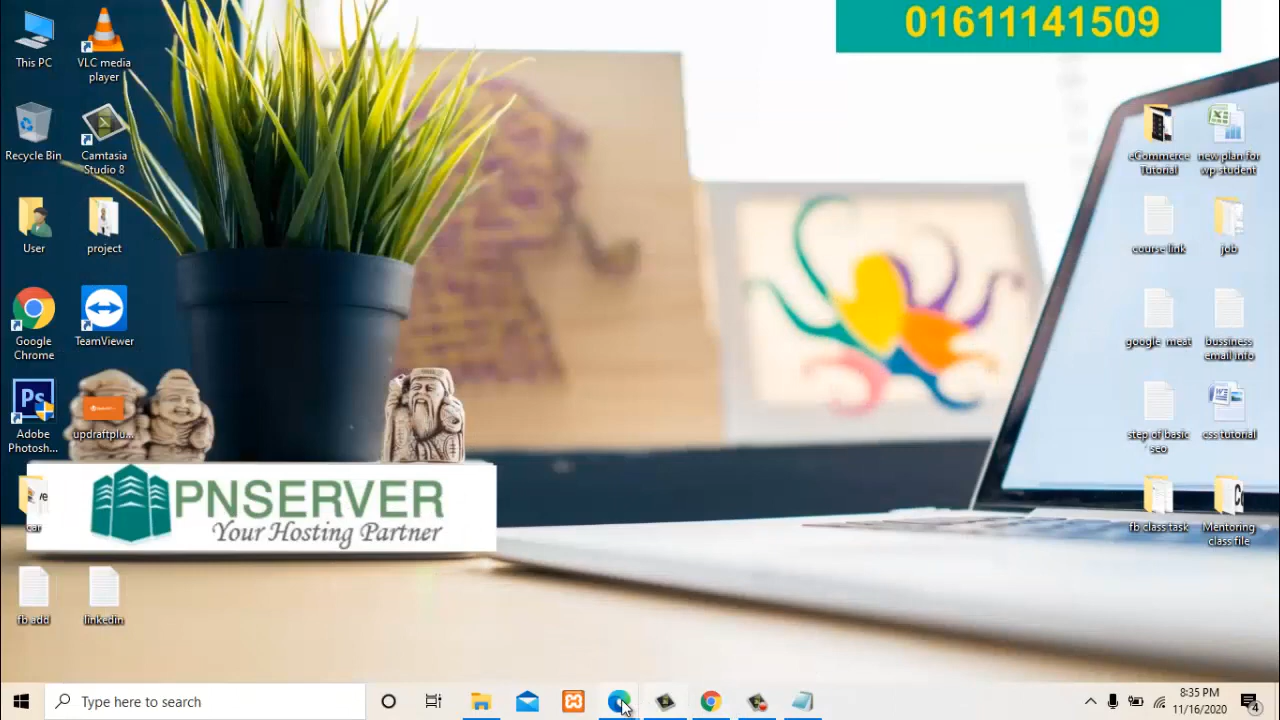 01611141509
This PC
VLC media
player
Recycle Bin
Camtasia
Studio 8
User
project
Google
Chrome
TeamViewer
Ps
Adobe
Photosh...
updraftplu...
eCommerce
Tutorial
new plan for
wp-student
course link
job
google meat
bussiness
email info
step of basic
seo
css tutorial
fb class task
Mentoring
class file
PNSERVER
Your Hosting Partner
fb add
linkedin
Type here to search
8:35 PM
11/16/2020
4